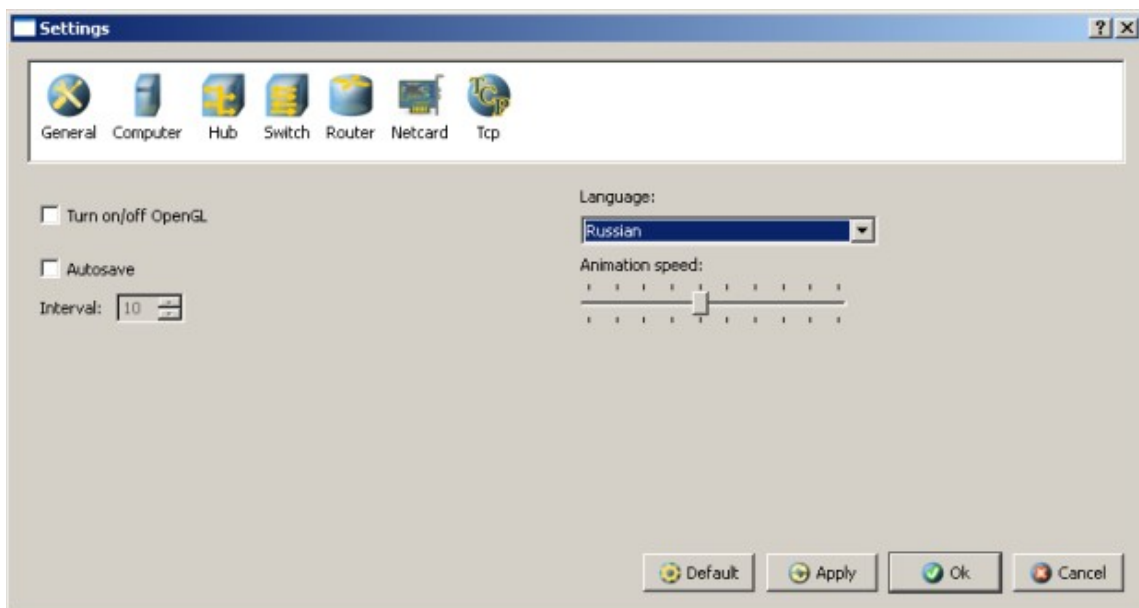 Settings
General Computer Hub Switch Router Netcard Tcp
Turn on/off OpenGL
Autosave
Interval: 10
Language:
Russian
Animation speed:
Default Apply Ok Cancel